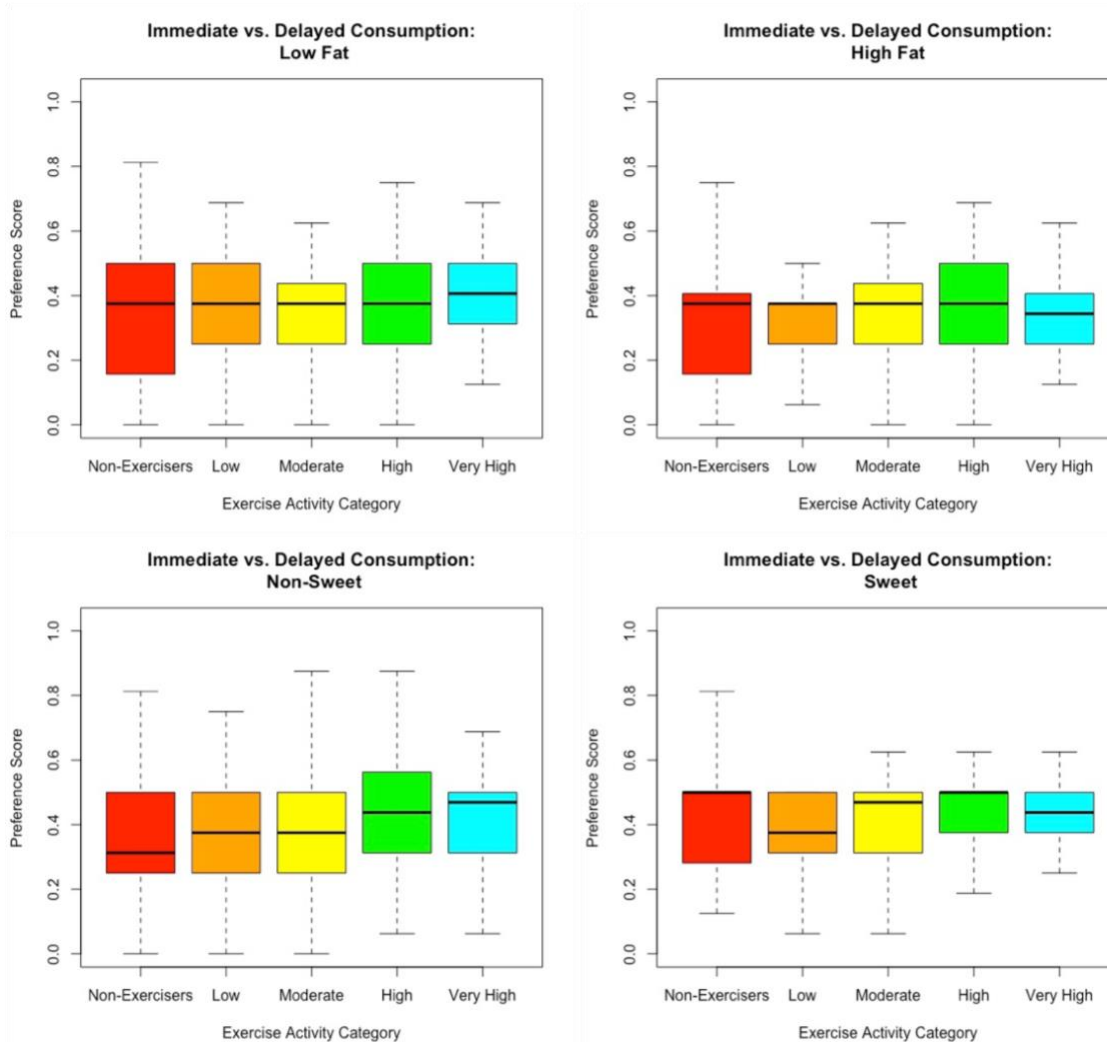 Immediate vs. Delayed Consumption:
Low Fat
Preference Score
0.0 0.2 0.4 0.6 0.8 1.0
Non-Exercisers Low Moderate High Very High
Exercise Activity Category
Immediate vs. Delayed Consumption:
High Fat
Preference Score
0.0 0.2 0.4 0.6 0.8 1.0
Non-Exercisers Low Moderate High Very High
Exercise Activity Category
Immediate vs. Delayed Consumption:
Non-Sweet
Preference Score
0.0 0.2 0.4 0.6 0.8 1.0
Non-Exercisers Low Moderate High Very High
Exercise Activity Category
Immediate vs. Delayed Consumption:
Sweet
Preference Score
0.0 0.2 0.4 0.6 0.8 1.0
Non-Exercisers Low Moderate High Very High
Exercise Activity Category